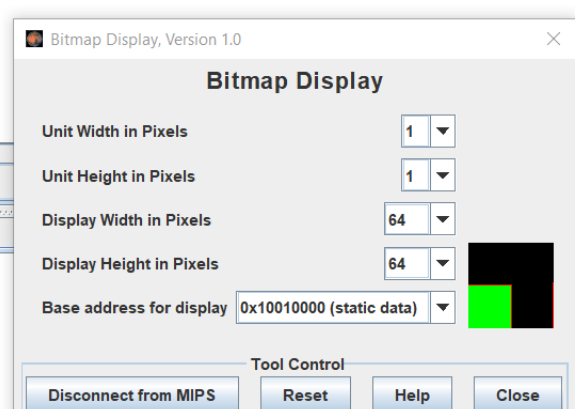 Bitmap Display, Version 1.0
Bitmap Display
Unit Width in Pixels 1
Unit Height in Pixels 1
Display Width in Pixels 64
Display Height in Pixels 64
Base address for display 0x10010000 (static data)
Tool Control
Disconnect from MIPS Reset Help Close